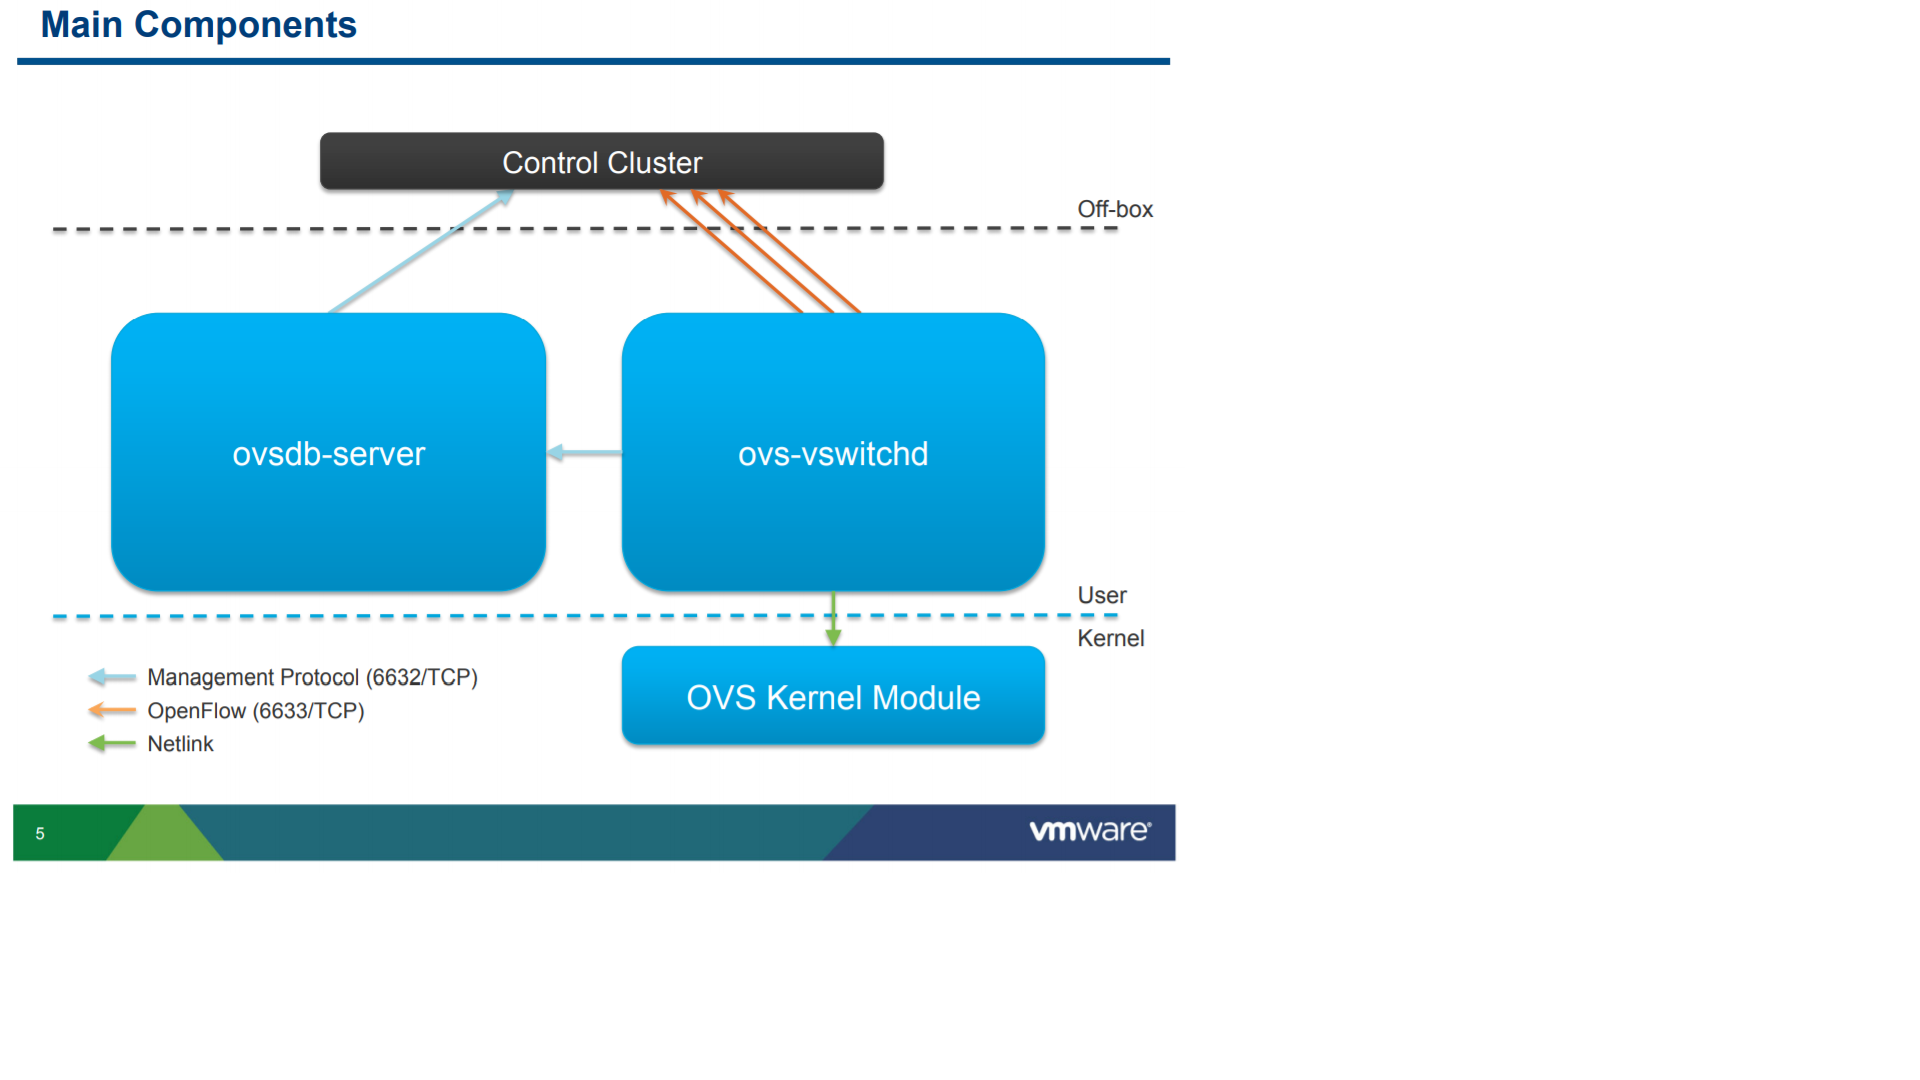 Main Components
Control Cluster
Off-box
ovsdb-server
ovs-vswitchd
User
Kernel
Management Protocol (6632/TCP)
OpenFlow (6633/TCP)
Netlink
OVS Kernel Module
5
vmware®